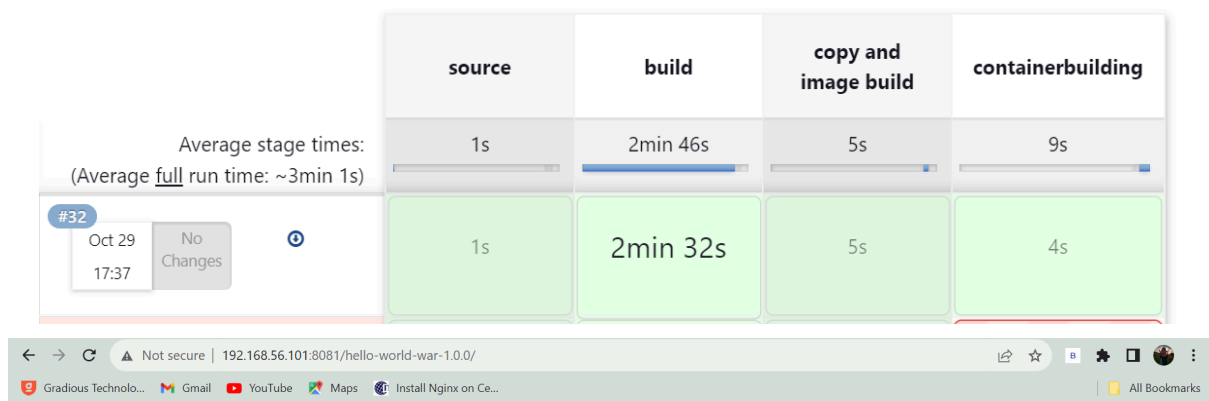 source
build
copy and
image build
containerbuilding
Average stage times:
(Average full run time: ~3min 1s)
1s
2min 46s
5s
9s
#32
Oct 29
17:37
No
Changes
1s
2min 32s
5s
4s
Not secure | 192.168.56.101:8081/hello-world-war-1.0.0/
B
Gradious Technolo...
Gmail
YouTube
Maps
Install Nginx on Ce...
All Bookmarks